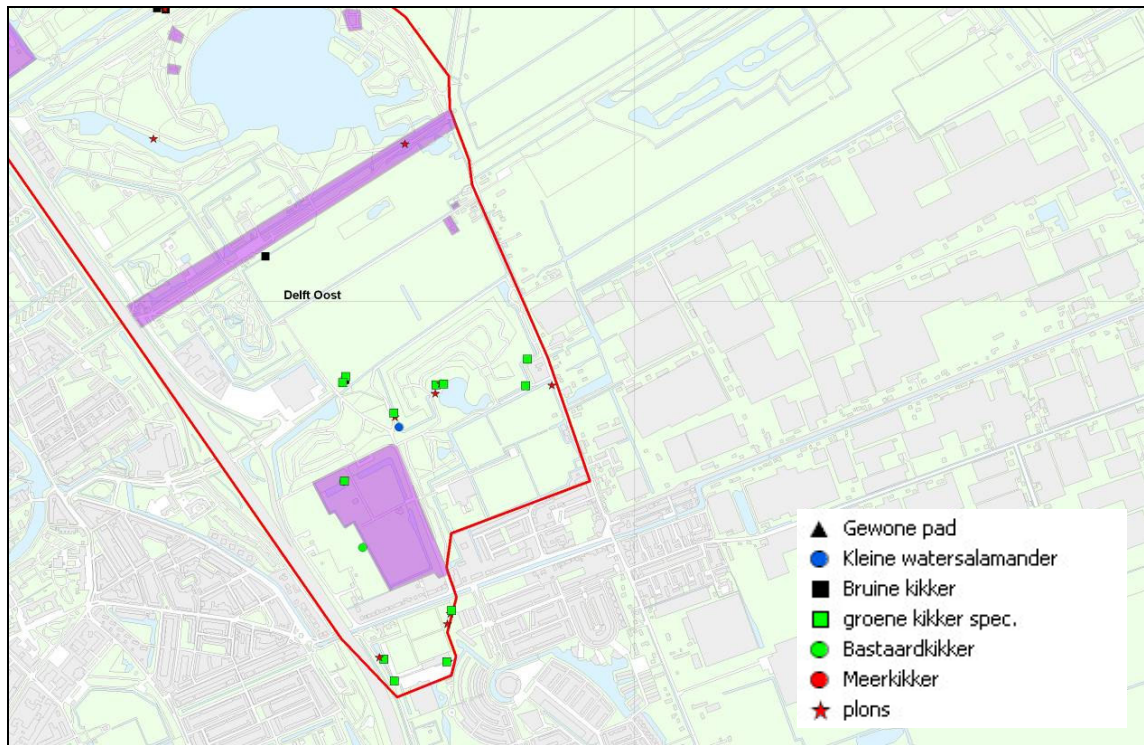 Delft Oost
Gewone pad
Kleine watersalamander
Bruine kikker
groene kikker spec.
Bastaardkikker
Meerkikker
plons